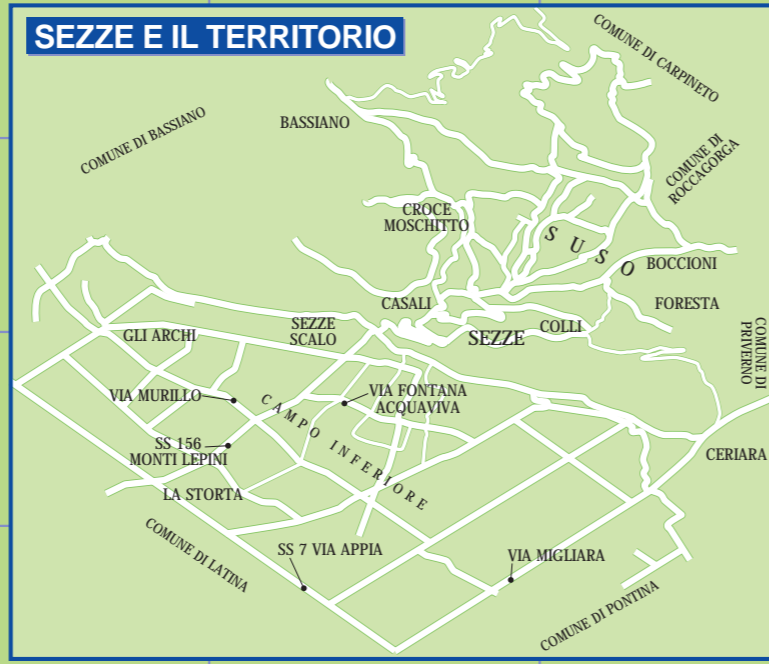 SEZZE E IL TERRITORIO
COMUNE DI CARPINETO
COMUNE DI BASSIANO
BASSIANO
COMUNE DI
ROCCAGORGA
CROCE
MOSCHITTO
SUSO
BOCCIONI
CASALI
FORESTA
SEZZE
SCALO
COLLI
SEZZE
GLI ARCHI
COMUNE DI
PRIVERNO
VIA MURILLO
VIA FONTANA
ACQUAVIVA
CAMPO INFERIORE
SS 156
MONTI LEPINI
CERIARA
LA STORTA
COMUNE DI LATINA
SS 7 VIA APPIA
VIA MIGLIARA
COMUNE DI PONTINA